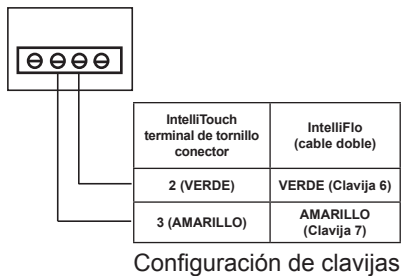 IntelliTouch
terminal de tornillo
conector
IntelliFlo
(cable doble)
2 (VERDE)
VERDE (Clavija 6)
3 (AMARILLO)
AMARILLO
(Clavija 7)
Configuración de clavijas